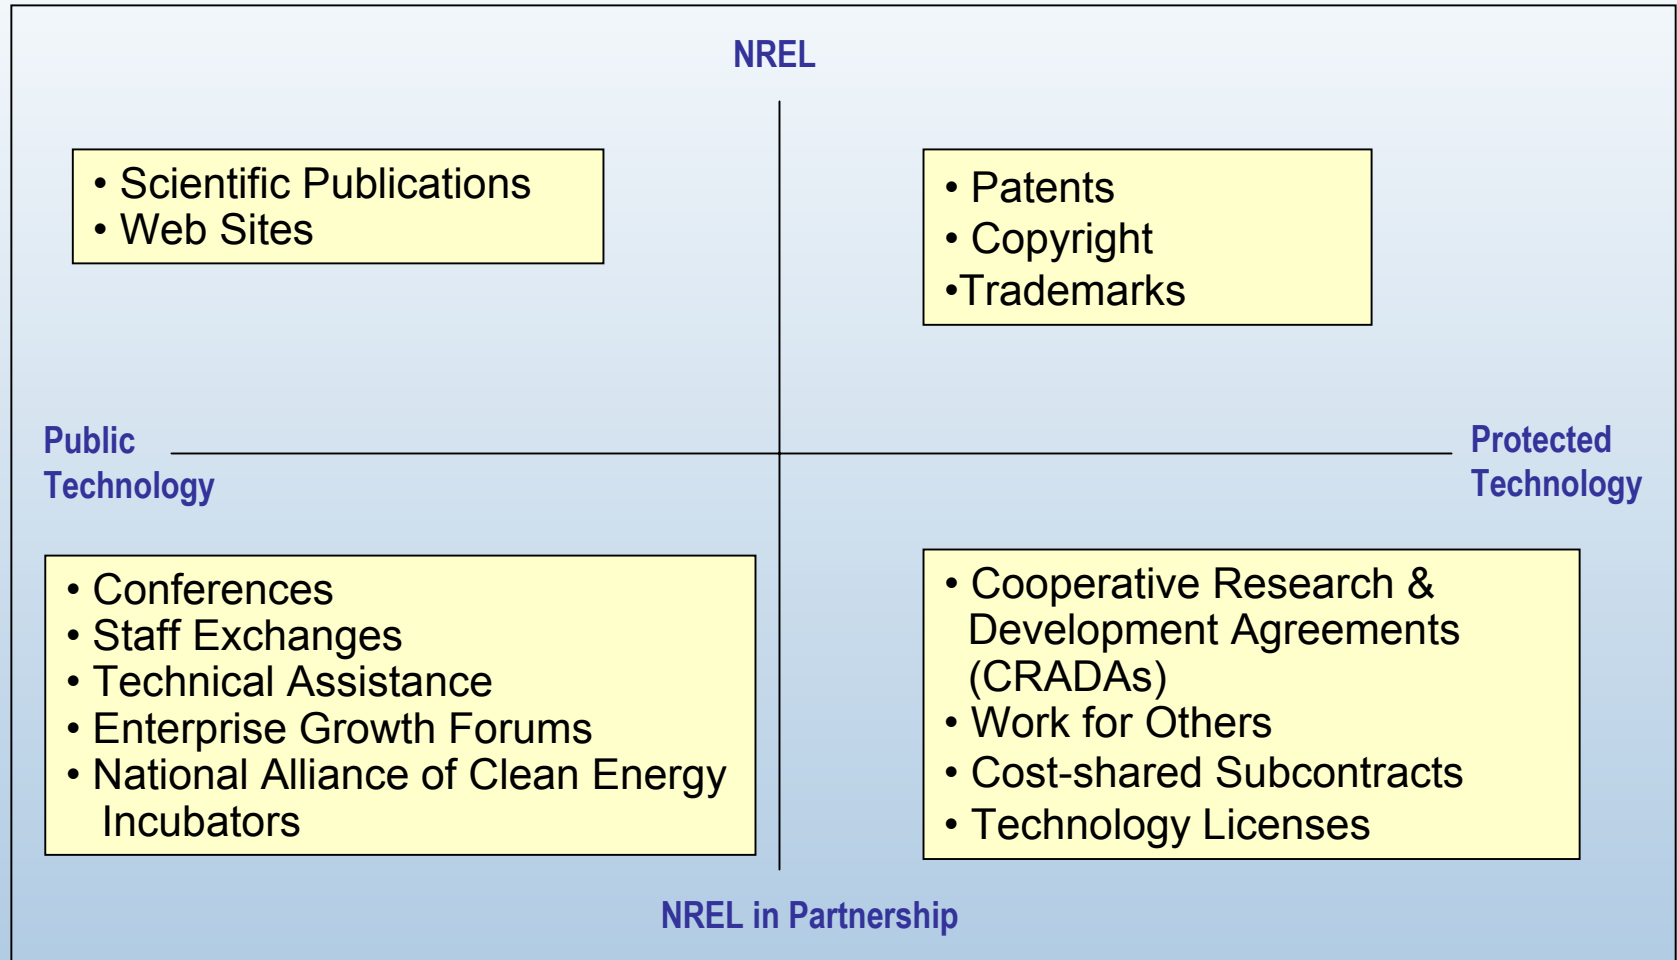 NREL
• Scientific Publications
• Web Sites
• Patents
• Copyright
•Trademarks
Public
Technology
Protected
Technology
• Conferences
• Staff Exchanges
• Technical Assistance
• Enterprise Growth Forums
• National Alliance of Clean Energy
Incubators
• Cooperative Research &
Development Agreements
(CRADAs)
• Work for Others
• Cost-shared Subcontracts
• Technology Licenses
NREL in Partnership